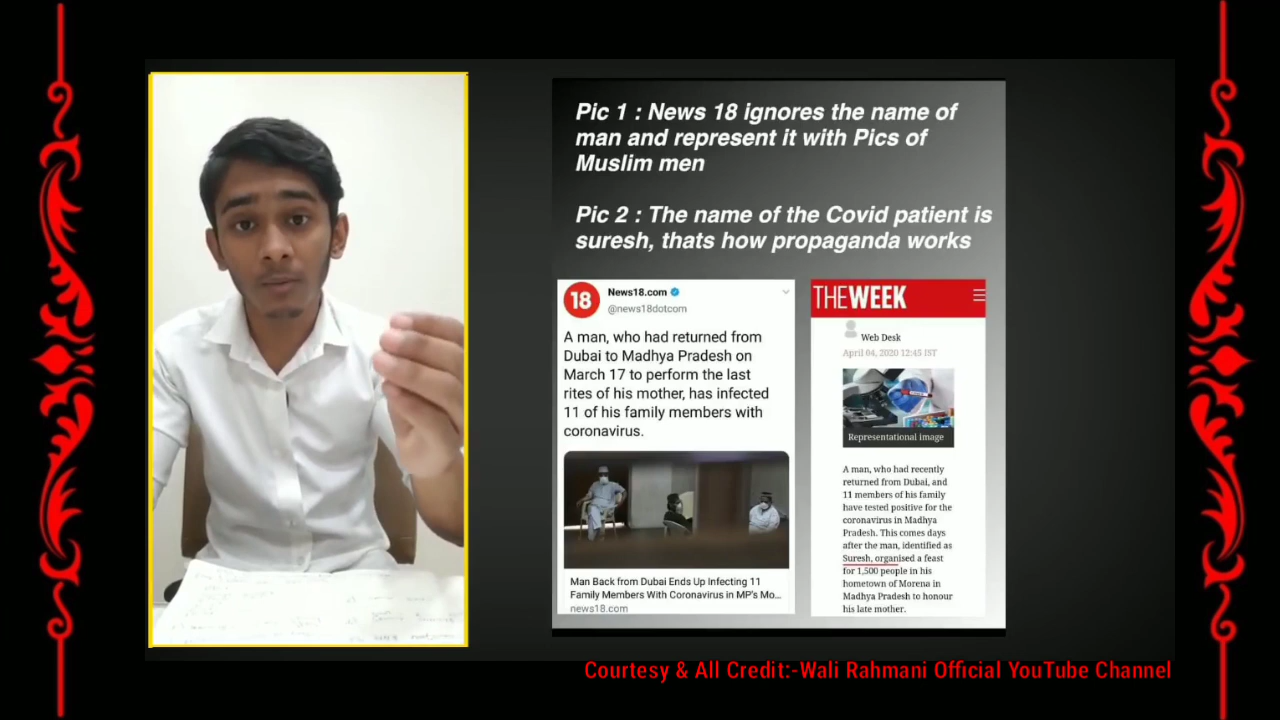 Pic 1 : News 18 ignores the name of
man and represent it with Pics of
Muslim men
Pic 2 : The name of the Covid patient is
suresh, thats how propaganda works
18
News18.com
@news18dotcom
A man, who had returned from
Dubai to Madhya Pradesh on
March 17 to perform the last
rites of his mother, has infected
11 of his family members with
coronavirus.
Man Back from Dubai Ends Up Infecting 11
Family Members With Coronavirus in MP's Mo...
news18.com
THEWEEK
Web Desk
April 04, 2020 12:45 IST
Representational image
A man, who had recently
returned from Dubai, and
11 members of his family
have tested positive for the
coronavirus in Madhya
Pradesh. This comes days
after the man, identified as
Suresh, organised a feast
for 1,500 people in his
hometown of Morena in
Madhya Pradesh to honour
his late mother.
Courtesy & All Credit:-Wali Rahmani Official YouTube Channel